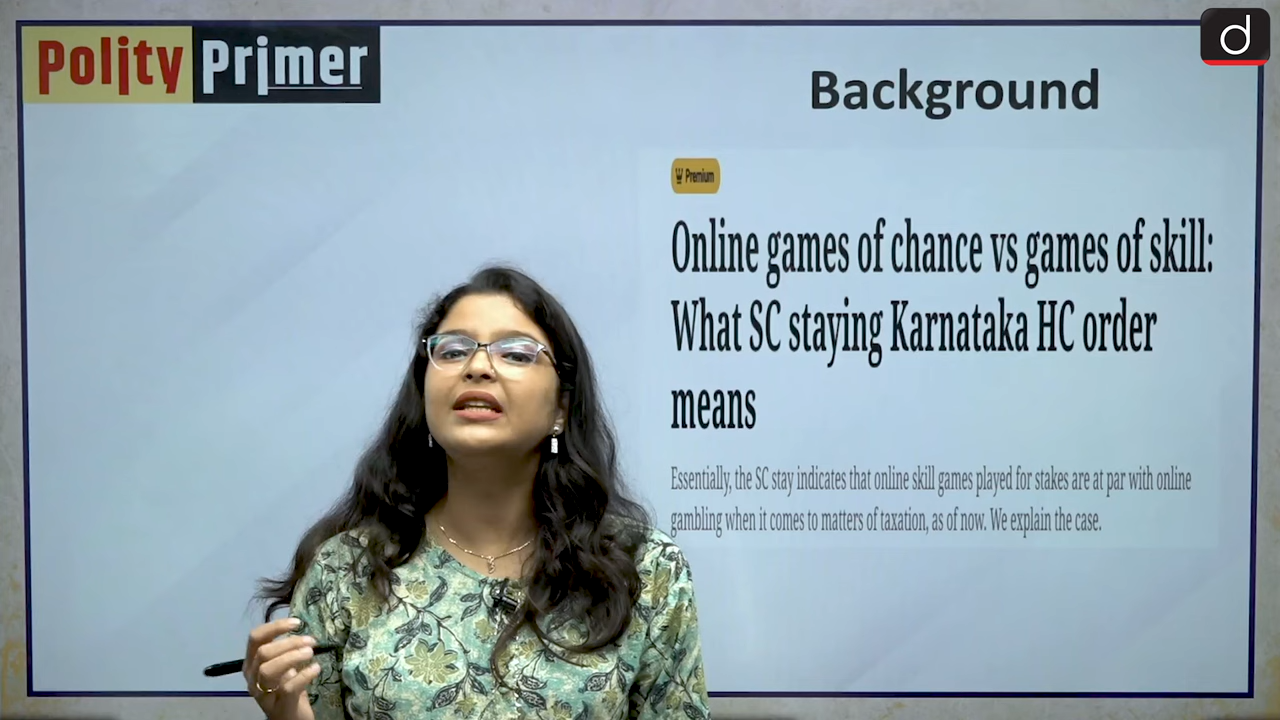 Polity Primer
d
Background
Premium
Online games of chance vs games of skill:
What SC staying Karnataka HC order
means
Essentially, the SC stay indicates that online skill games played for stakes are at par with online
gambling when it comes to matters of taxation, as of now. We explain the case.